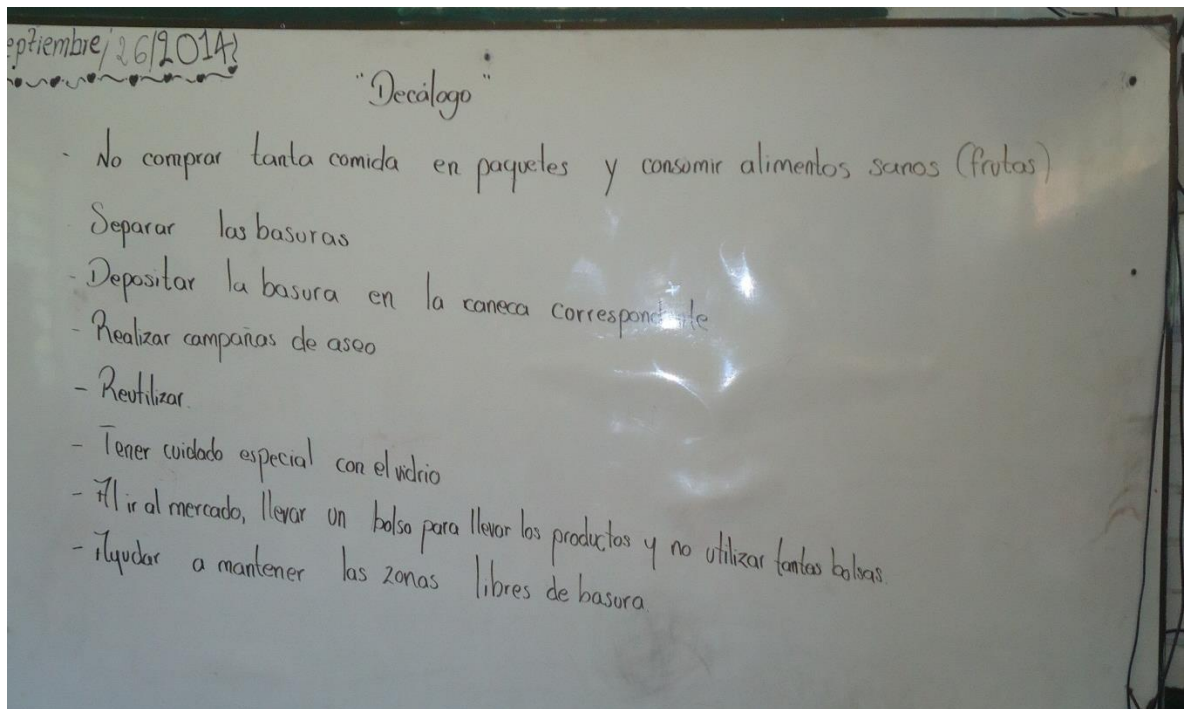 eptiembre/26/2014
"Decálogo"
- No comprar tanta comida en paquetes y consumir alimentos sanos (frutas)
Separar las basuras
- Depositar la basura en la caneca correspondiente
- Realizar campañas de aseo
- Reutilizar.
- Tener cuidado especial con el vidrio
- Al ir al mercado, llevar un bolso para llevar los productos y no utilizar tantas bolsas.
- Ayudar a mantener las zonas libres de basura